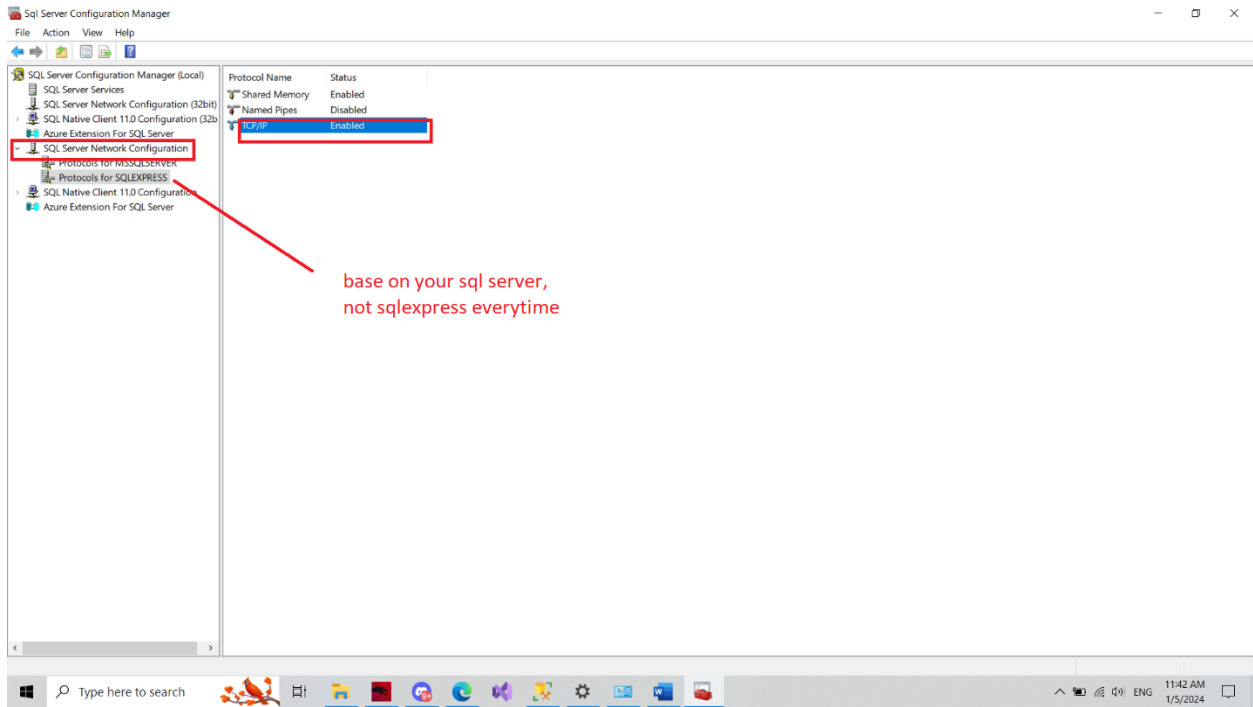 Sql Server Configuration Manager
File Action View Help
SQL Server Configuration Manager (Local)
SQL Server Services
SQL Server Network Configuration (32bit)
SQL Native Client 11.0 Configuration (32b
Azure Extension For SQL Server
SQL Server Network Configuration
Protocols for MSSQLSERVER
Protocols for SQLEXPRESS
SQL Native Client 11.0 Configuration
Azure Extension For SQL Server
Protocol Name Status
Shared Memory Enabled
Named Pipes Disabled
TCP/IP Enabled
base on your sql server,
not sqlexpress everytime
Type here to search
ENG
11:42 AM
1/5/2024